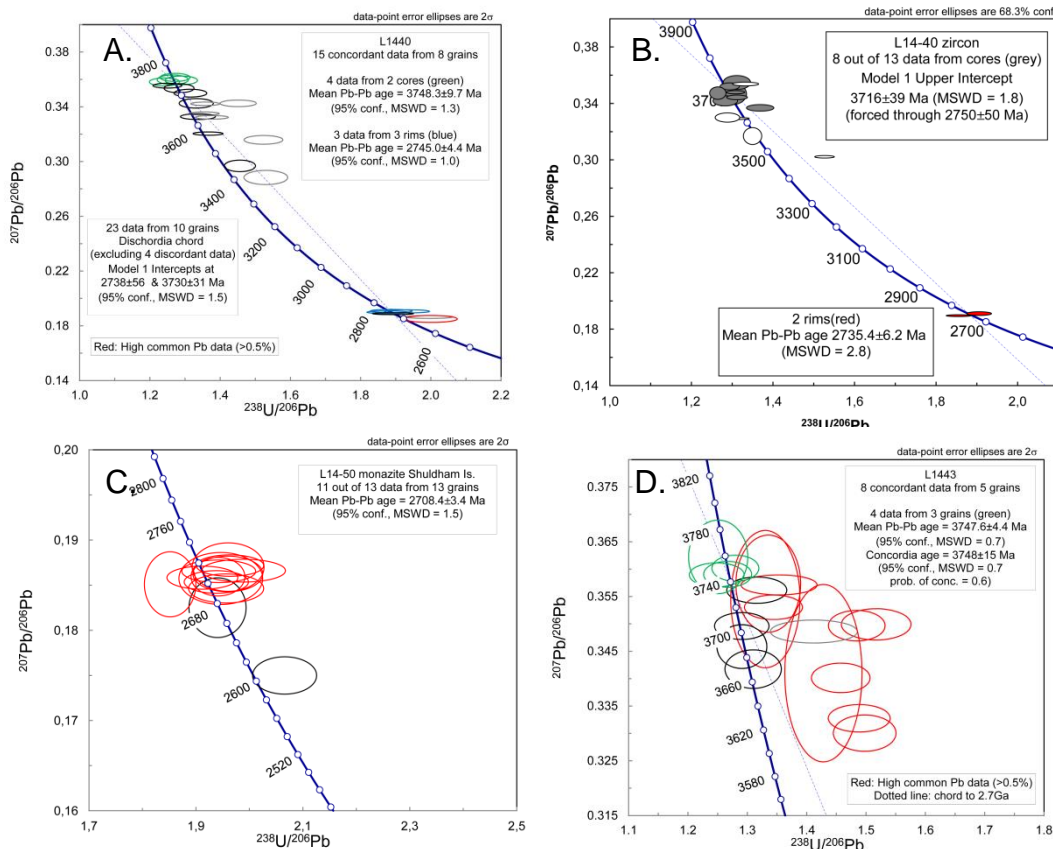 A.
data-point error ellipses are 2σ
L1440
15 concordant data from 8 grains
4 data from 2 cores (green)
Mean Pb-Pb age = 3748.3±9.7 Ma
(95% conf., MSWD = 1.3)
3 data from 3 rims (blue)
Mean Pb-Pb age = 2745.0±4.4 Ma
(95% conf., MSWD = 1.0)
23 data from 10 grains
Dischordia chord
(excluding 4 discordant data)
Model 1 Intercepts at
2738±56 & 3730±31 Ma
(95% conf., MSWD = 1.5)
Red: High common Pb data (>0.5%)
3800
3600
3400
3200
3000
2800
2600
0.38
0.34
0.30
0.26
0.22
0.18
0.14
1.0 1.2 1.4 1.6 1.8 2.0 2.2
207Pb/206Pb
238U/206Pb
B.
data-point error ellipses are 68.3% conf
L14-40 zircon
8 out of 13 data from cores (grey)
Model 1 Upper Intercept
3716±39 Ma (MSWD = 1.8)
(forced through 2750±50 Ma)
2 rims(red)
Mean Pb-Pb age 2735.4±6.2 Ma
(MSWD = 2.8)
3900
370
3500
3300
3100
2900
2700
0,38
0,34
0,30
0,26
0,22
0,18
0,14
1,0 1,2 1,4 1,6 1,8 2,0
207Pb/206Pb
238U/206Pb
C.
data-point error ellipses are 2σ
L14-50 monazite Shuldham Is.
11 out of 13 data from 13 grains
Mean Pb-Pb age = 2708.4±3.4 Ma
(95% conf., MSWD = 1.5)
2800
2760
2680
2600
2520
0,20
0,19
0,18
0,17
0,16
1,7 1,9 2,1 2,3 2,5
207Pb/206Pb
238U/206Pb
D.
data-point error ellipses are 2σ
L1443
8 concordant data from 5 grains
4 data from 3 grains (green)
Mean Pb-Pb age = 3747.6±4.4 Ma
(95% conf., MSWD = 0.7)
Concordia age = 3748±15 Ma
(95% conf., MSWD = 0.7
prob. of conc. = 0.6)
Red: High common Pb data (>0.5%)
Dotted line: chord to 2.7Ga
3820
3780
3740
3700
3660
3620
3580
0.375
0.365
0.355
0.345
0.335
0.325
0.315
1.1 1.2 1.3 1.4 1.5 1.6 1.7 1.8
207Pb/206Pb
238U/206Pb